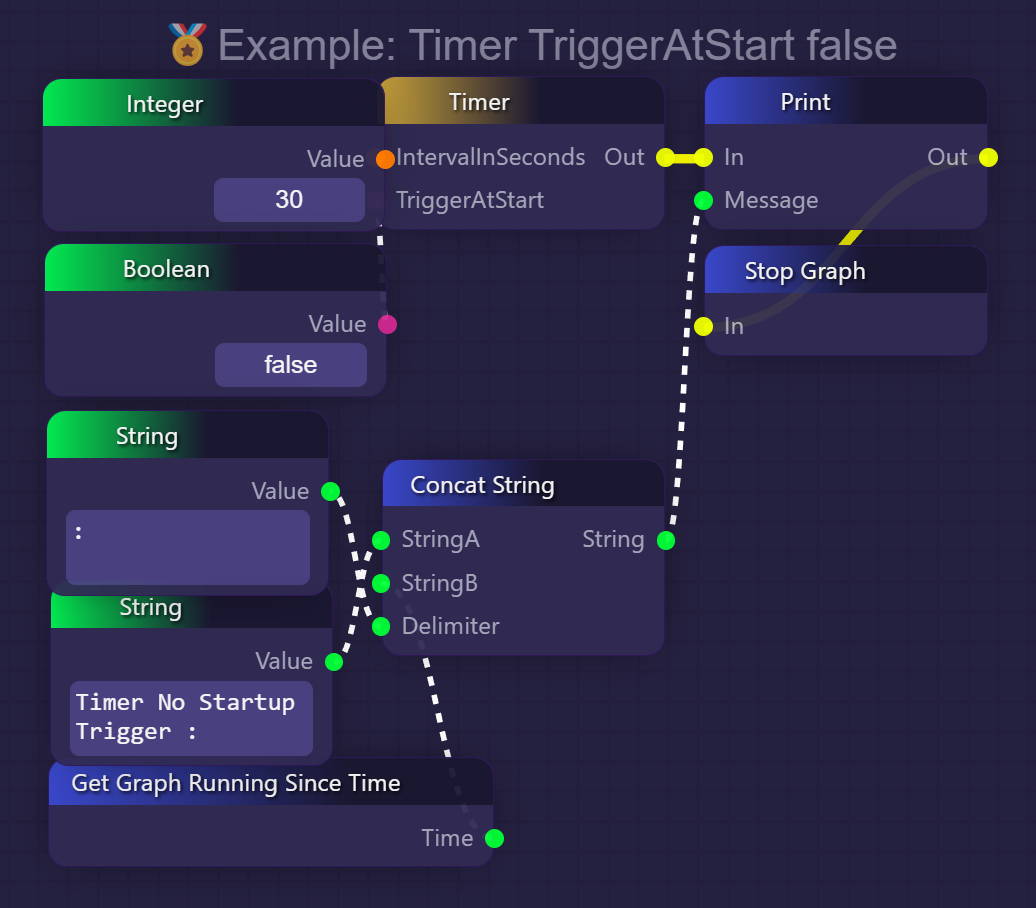 Example: Timer TriggerAtStart false
Integer
Value
30
Timer
IntervalInSeconds Out
TriggerAtStart
Print
In Out
Message
Boolean
Value
false
Stop Graph
In
String
Value
:
Concat String
StringA String
StringB
Delimiter
String
Value
Timer No Startup
Trigger :
Get Graph Running Since Time
Time